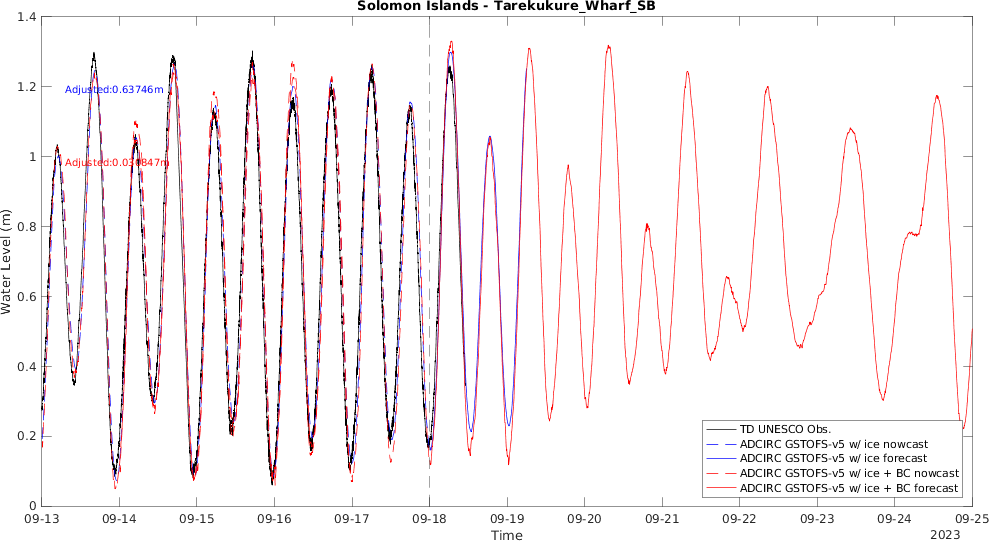 Solomon Islands - Tarekukure_Wharf_SB
1.4
1.2
1
0.8
0.6
0.4
0.2
0
Water Level (m)
Adjusted:0.63746m
TD UNESCO Obs.
ADCIRC GSTOFS-v5 w/ ice nowcast
ADCIRC GSTOFS-v5 w/ ice forecast
ADCIRC GSTOFS-v5 w/ ice + BC nowcast
ADCIRC GSTOFS-v5 w/ ice + BC forecast
09-13 09-14 09-15 09-16 09-17 09-18 09-19 09-20 09-21 09-22 09-23 09-24 09-25
Time
2023